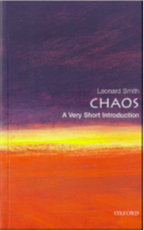 Leonard Smith
CHAOS
A Very Short Introduction
OXFORD